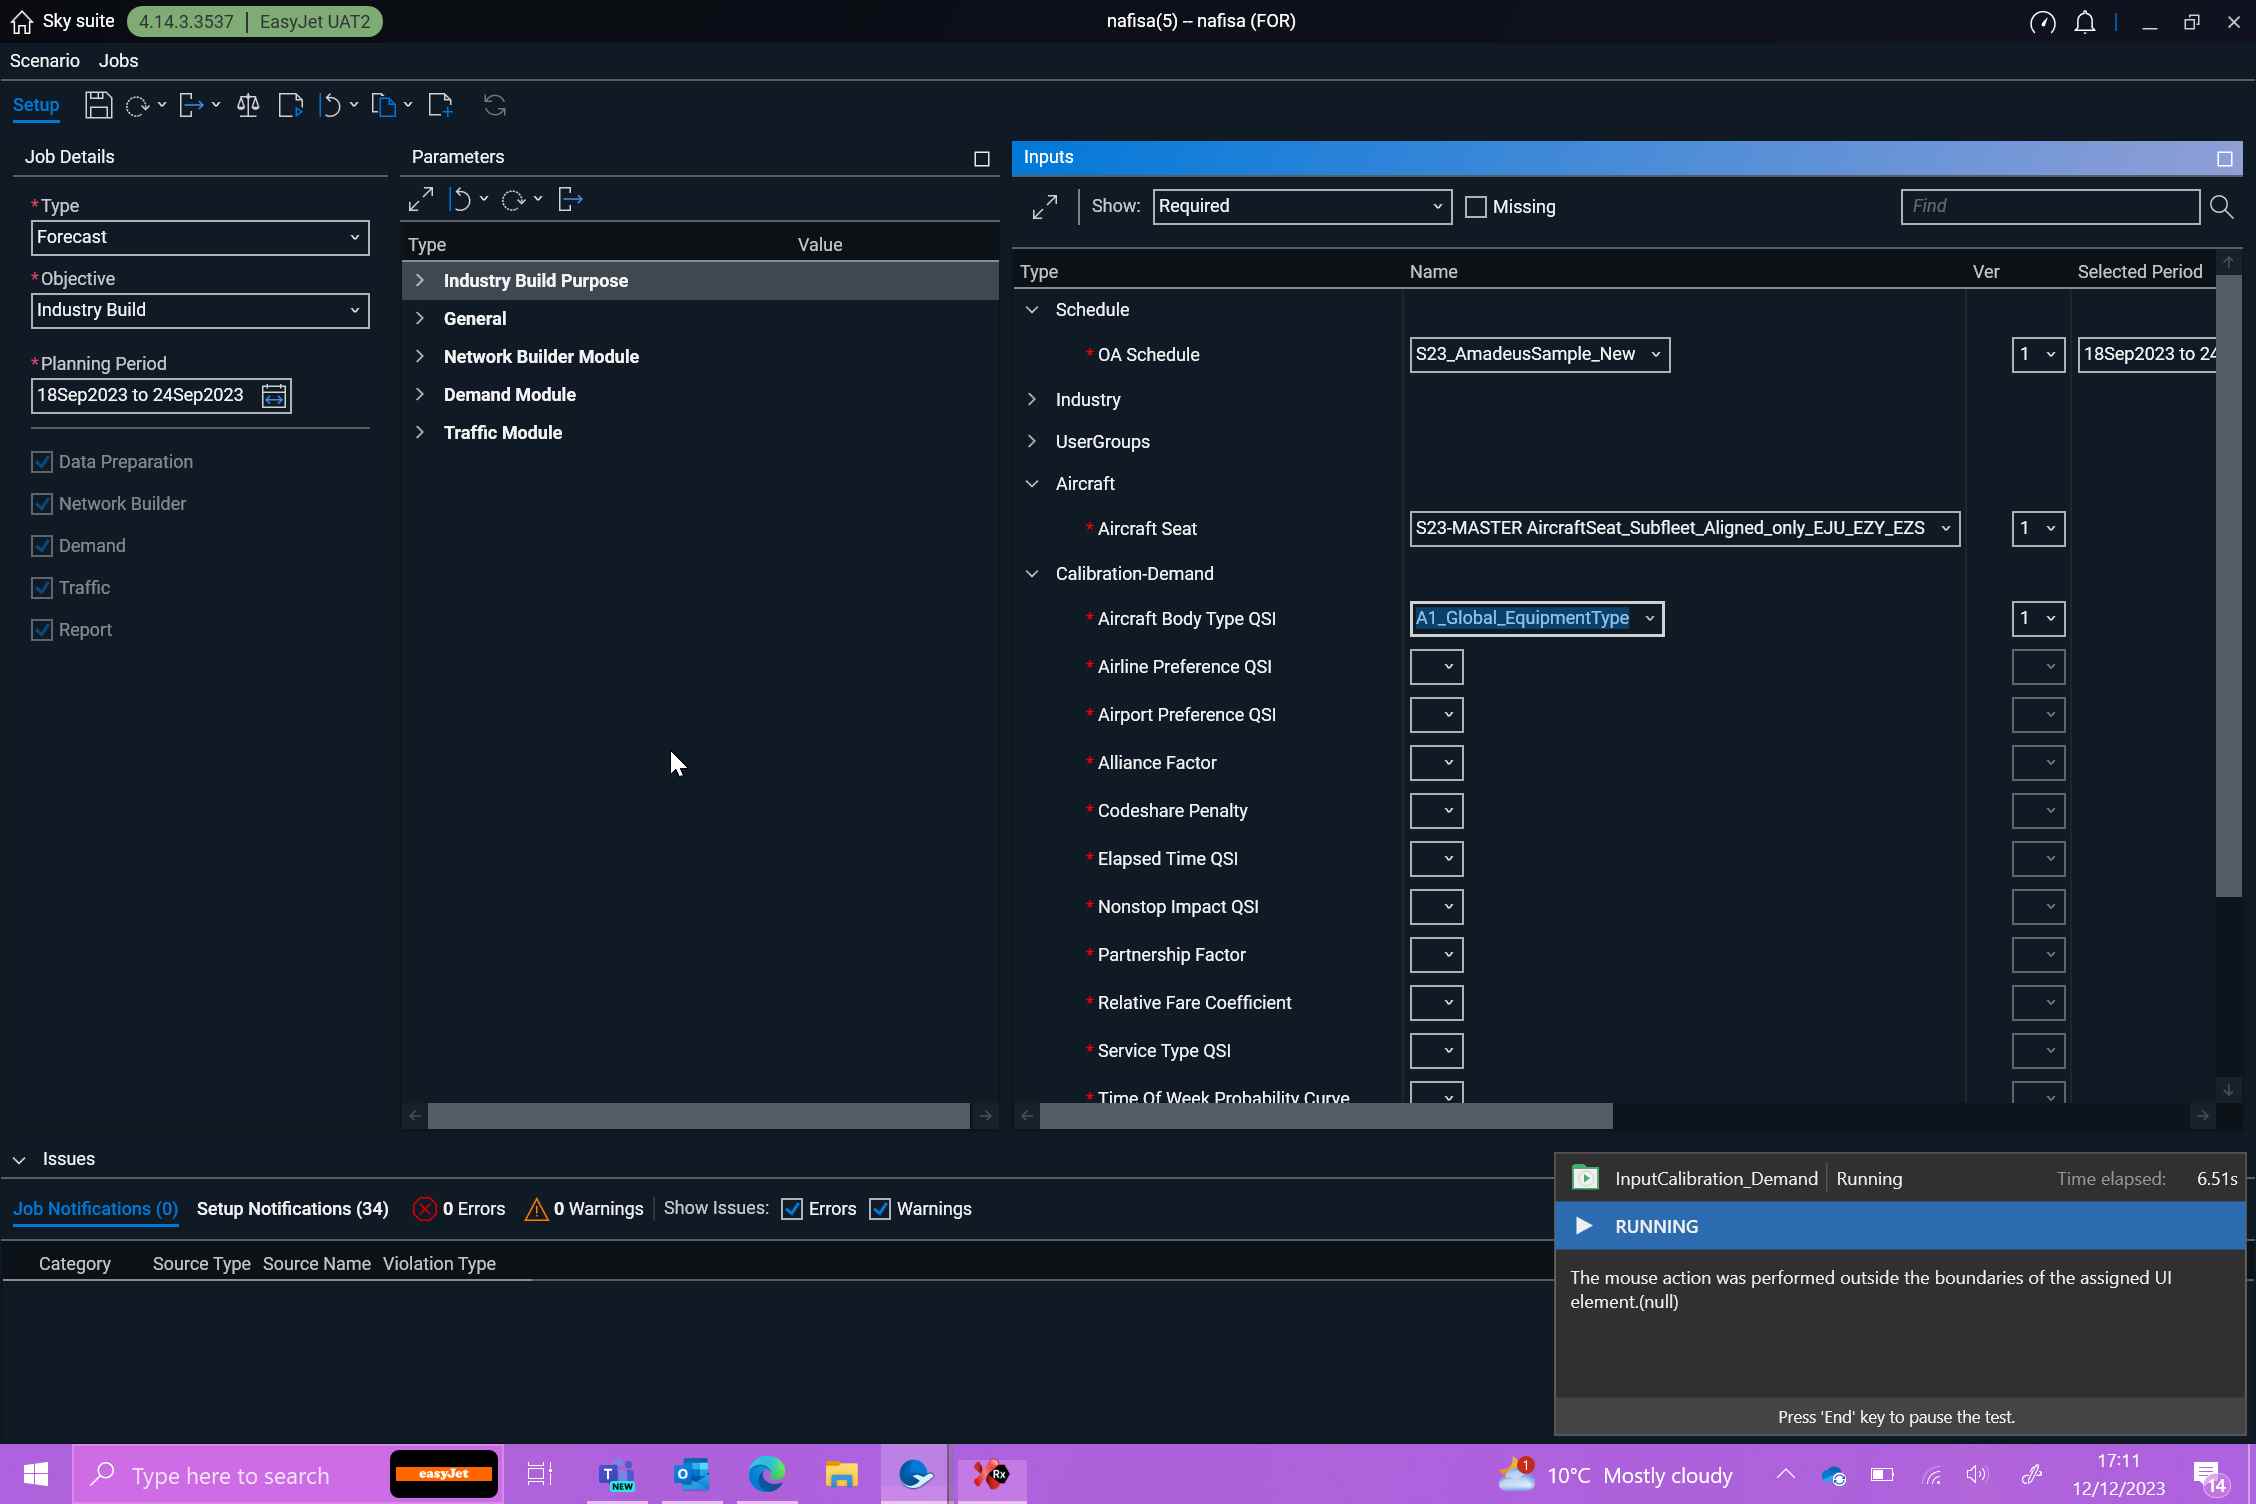 Sky suite 4.14.3.3537 | EasyJet UAT2 nafisa(5) – nafisa (FOR)
Scenario Jobs
Setup
Job Details
*Type
Forecast
*Objective
Industry Build
*Planning Period
18Sep2023 to 24Sep2023
Data Preparation
Network Builder
Demand
Traffic
Report
Parameters
Type Value
Industry Build Purpose
General
Network Builder Module
Demand Module
Traffic Module
Inputs
Show: Required Missing Find
Type Name Ver Selected Period
Schedule
* OA Schedule S23_AmadeusSample_New 1 18Sep2023 to 24
Industry
UserGroups
Aircraft
* Aircraft Seat S23-MASTER AircraftSeat_Subfleet_Aligned_only_EJU_EZY_EZS 1
Calibration-Demand
* Aircraft Body Type QSI A1_Global_EquipmentType 1
* Airline Preference QSI
* Airport Preference QSI
* Alliance Factor
* Codeshare Penalty
* Elapsed Time QSI
* Nonstop Impact QSI
* Partnership Factor
* Relative Fare Coefficient
* Service Type QSI
* Time Of Week Probability Curve
Issues
Job Notifications (0) Setup Notifications (34) 0 Errors 0 Warnings Show Issues: Errors Warnings
Category Source Type Source Name Violation Type
InputCalibration_Demand Running Time elapsed: 6.51s
RUNNING
The mouse action was performed outside the boundaries of the assigned UI
element.(null)
Press 'End' key to pause the test.
Type here to search easyJet T NEW O Rx 1 10°C Mostly cloudy 17:11
12/12/2023 14